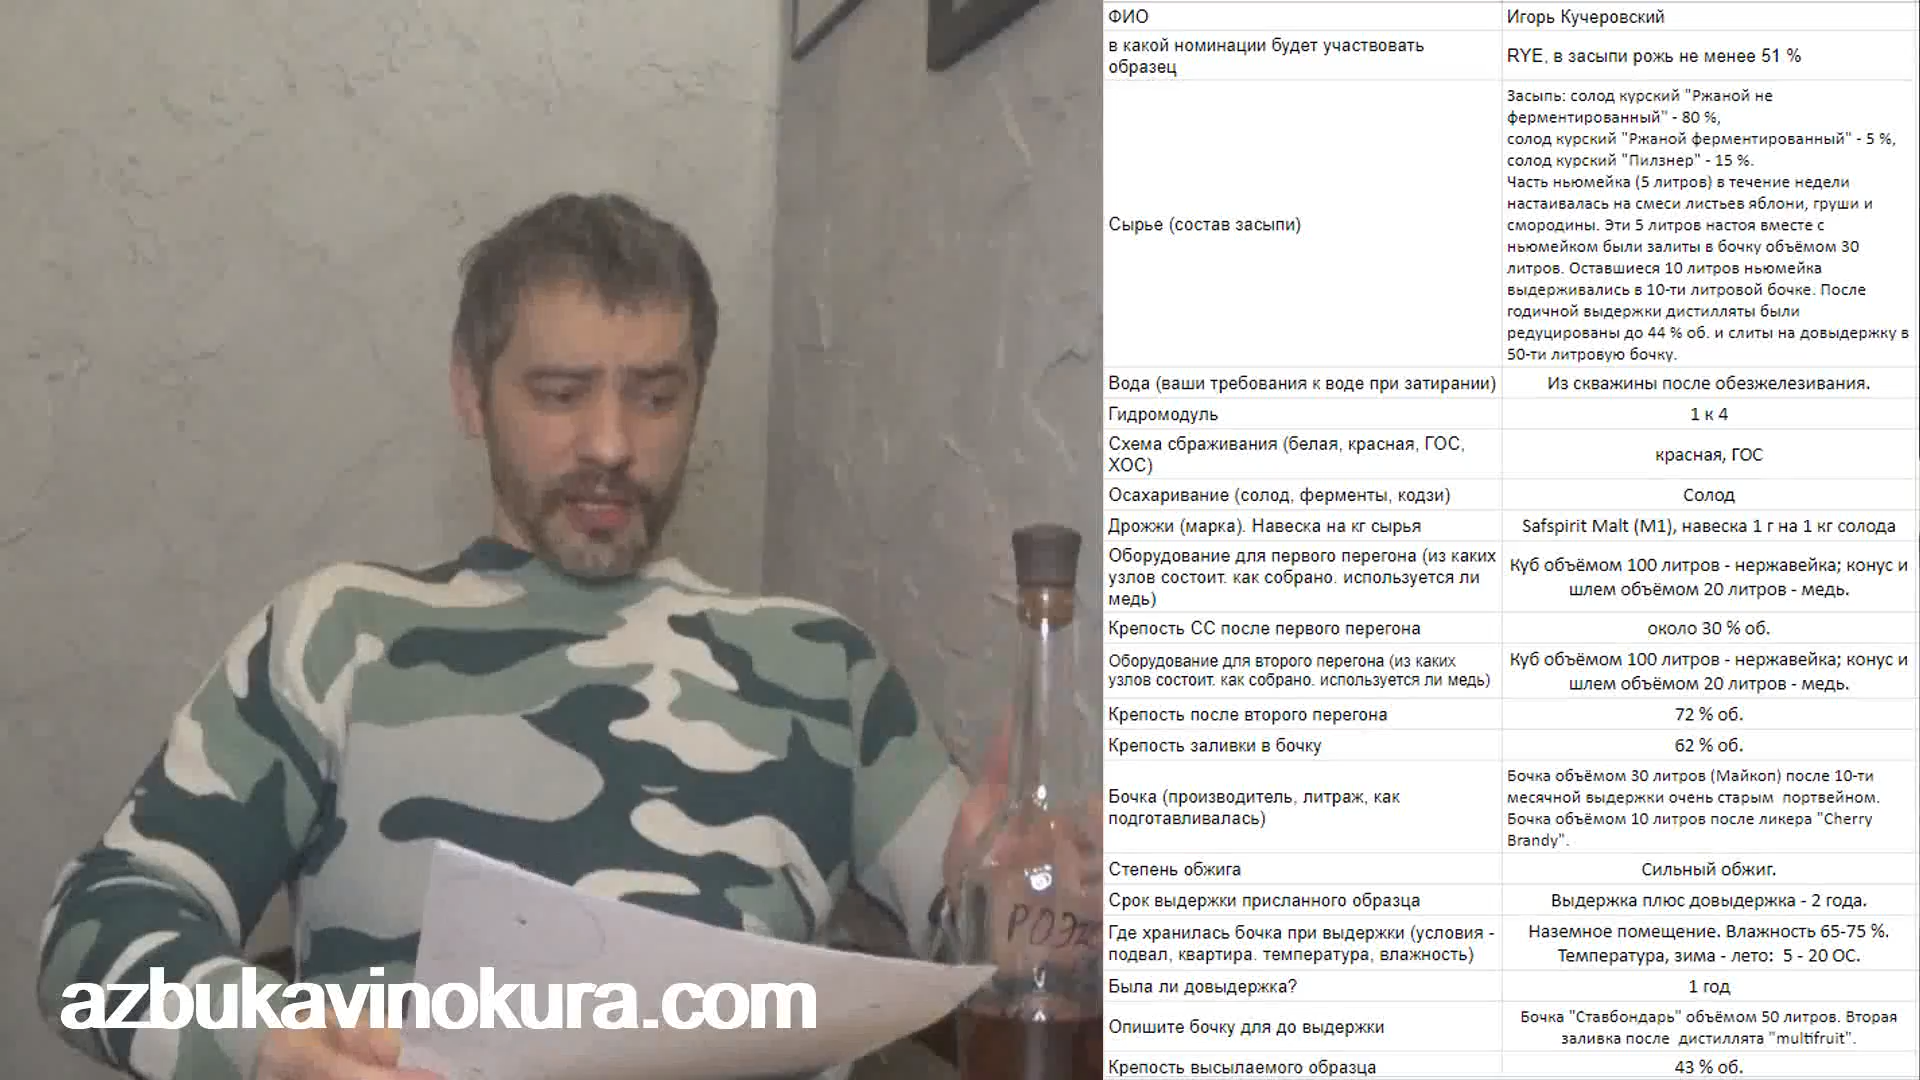 ФИО
Игорь Кучеровский
в какой номинации будет участвовать
образец
RYE, в засыпи рожь не менее 51 %
Сырье (состав засыпи)
Засыпь: солод курский "Ржаной не
ферментированный" - 80 %,
солод курский "Ржаной ферментированный" - 5 %,
солод курский "Пилзнер" - 15 %.
Часть ньюмейка (5 литров) в течение недели
настаивалась на смеси листьев яблони, груши и
смородины. Эти 5 литров настоя вместе с
ньюмейком были залиты в бочку объёмом 30
литров. Оставшиеся 10 литров ньюмейка
выдерживались в 10-ти литровой бочке. После
годичной выдержки дистилляты были
редуцированы до 44 % об. и слиты на довыдержку в
50-ти литровую бочку.
Вода (ваши требования к воде при затирании)
Из скважины после обезжелезивания.
Гидромодуль
1 к 4
Схема сбраживания (белая, красная, ГОС,
ХОС)
красная, ГОС
Осахаривание (солод, ферменты, кодзи)
Солод
Дрожжи (марка). Навеска на кг сырья
Safspirit Malt (M1), навеска 1 г на 1 кг солода
Оборудование для первого перегона (из каких
узлов состоит. как собрано. используется ли
медь)
Куб объёмом 100 литров - нержавейка; конус и
шлем объёмом 20 литров - медь.
Крепость СС после первого перегона
около 30 % об.
Оборудование для второго перегона (из каких
узлов состоит. как собрано. используется ли медь)
Куб объёмом 100 литров - нержавейка; конус и
шлем объёмом 20 литров - медь.
Крепость после второго перегона
72 % об.
Крепость заливки в бочку
62 % об.
Бочка (производитель, литраж, как
подготавливалась)
Бочка объёмом 30 литров (Майкоп) после 10-ти
месячной выдержки очень старым портвейном.
Бочка объёмом 10 литров после ликера "Cherry
Brandy".
Степень обжига
Сильный обжиг.
Срок выдержки присланного образца
Выдержка плюс довыдержка - 2 года.
Где хранилась бочка при выдержки (условия -
подвал, квартира. температура, влажность)
Наземное помещение. Влажность 65-75 %.
Температура, зима - лето: 5 - 20 ОС.
Была ли довыдержка?
1 год
Опишите бочку для до выдержки
Бочка "Ставбондарь" объёмом 50 литров. Вторая
заливка после дистиллята "multifruit".
Крепость высылаемого образца
43 % об.
azbukavinokura.com